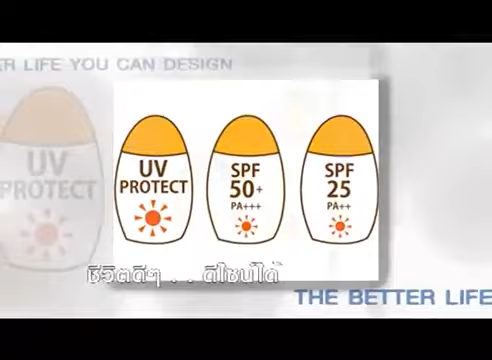 ER LIFE YOU CAN DESIGN
UV
PROTECT
UV
PROTECT
SPF
50+
PA+++
SPF
25
PA++
ชีวิตดีๆ . . ดีไซน์ได้
THE BETTER LIFE